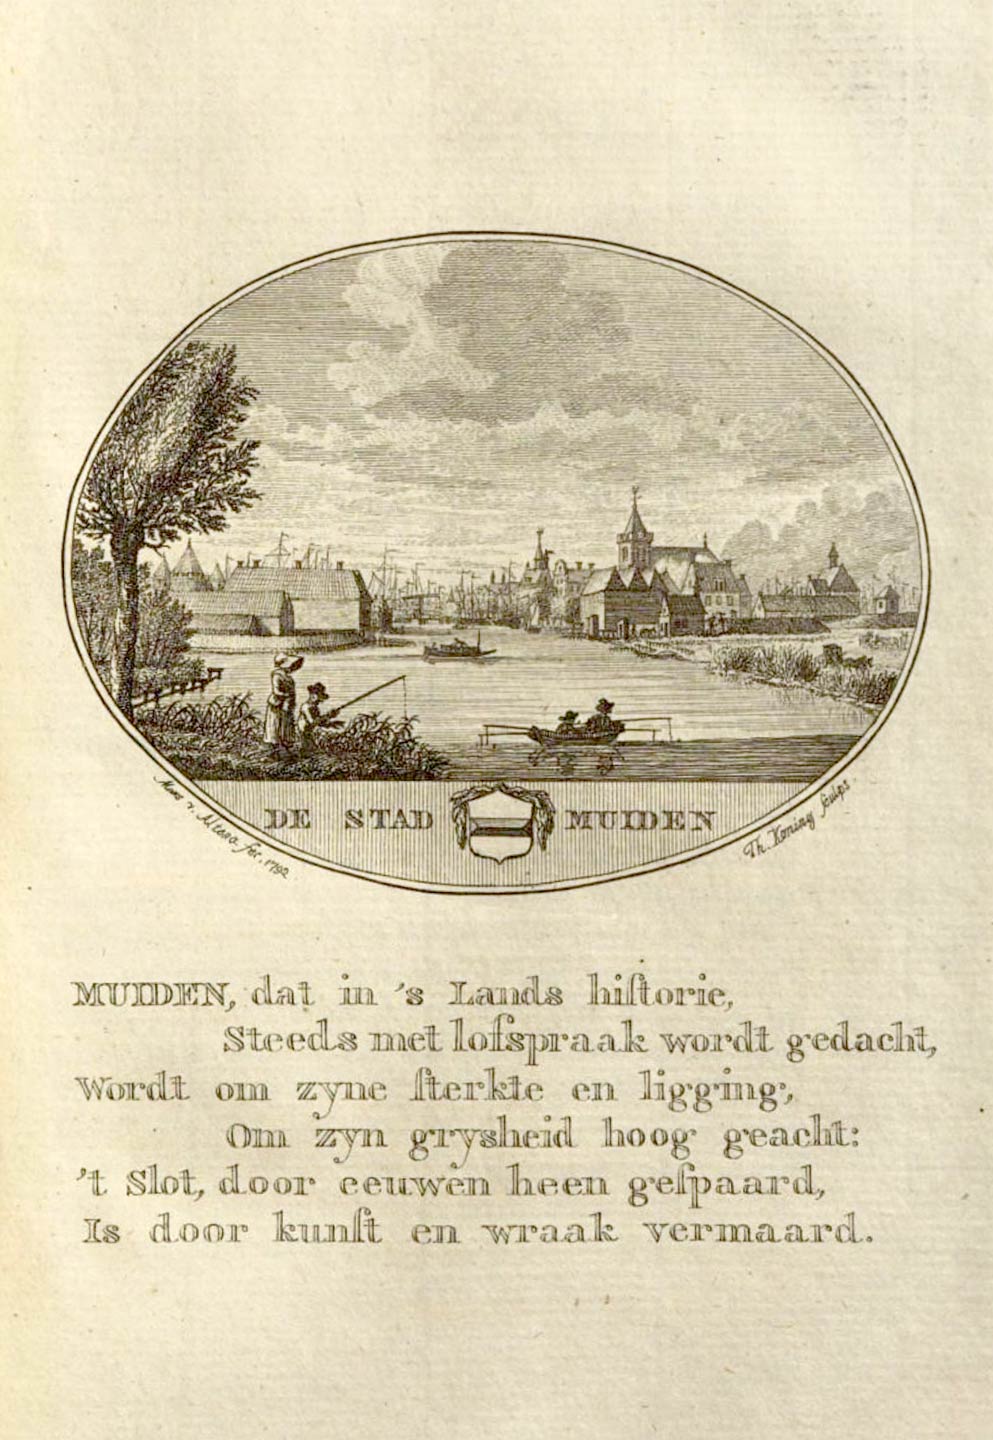 fec. 1792
Th. Koning sculps.
DE STAD MUIDEN
MUIDEN, dat in 's Lands hiſtorie,
Steeds met lofspraak wordt gedacht,
Wordt om zyne ſterkte en ligging,
Om zyn grysheid hoog geacht:
't Slot, door eeuwen heen geſpaard,
Is door kunſt en wraak vermaard.